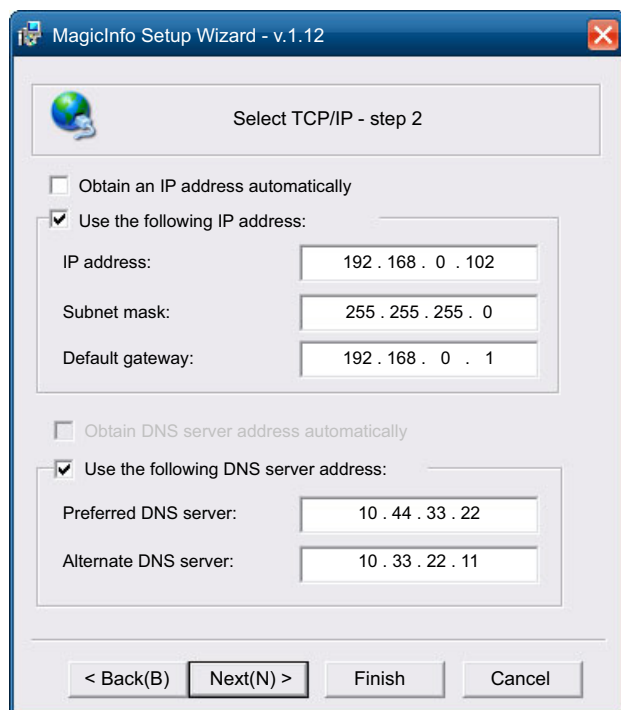 MagicInfo Setup Wizard - v.1.12
Select TCP/IP - step 2
Obtain an IP address automatically
Use the following IP address:
IP address: 192 . 168 . 0 . 102
Subnet mask: 255 . 255 . 255 . 0
Default gateway: 192 . 168 . 0 . 1
Obtain DNS server address automatically
Use the following DNS server address:
Preferred DNS server: 10 . 44 . 33 . 22
Alternate DNS server: 10 . 33 . 22 . 11
< Back(B) Next(N) > Finish Cancel